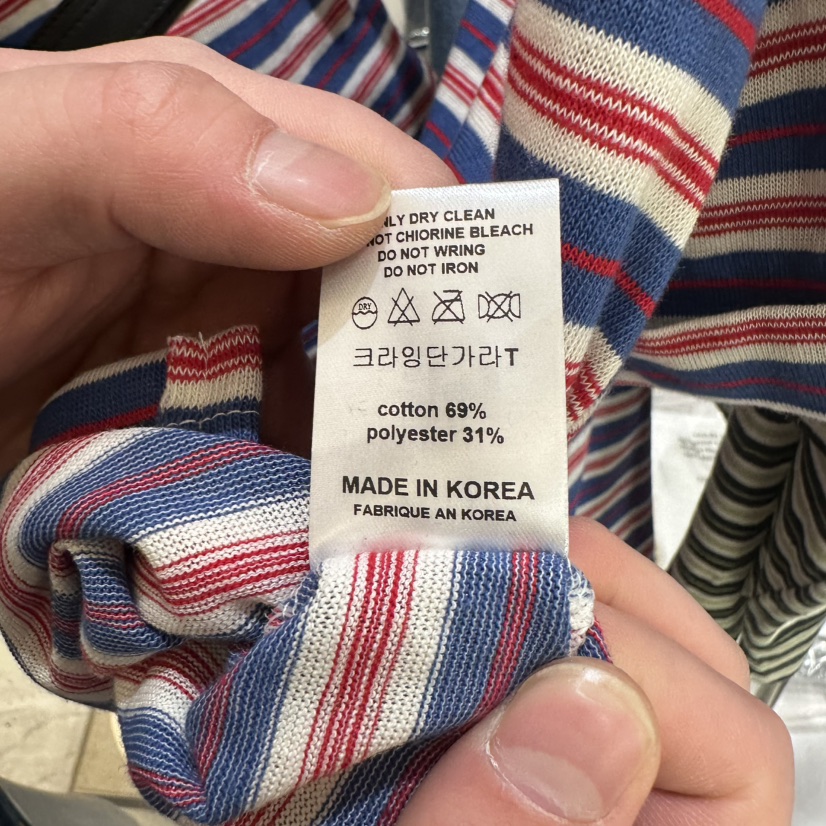 NLY DRY CLEAN
NOT CHIORINE BLEACH
DO NOT WRING
DO NOT IRON
DRY
크라잉단가라T
cotton 69%
polyester 31%
MADE IN KOREA
FABRIQUE AN KOREA